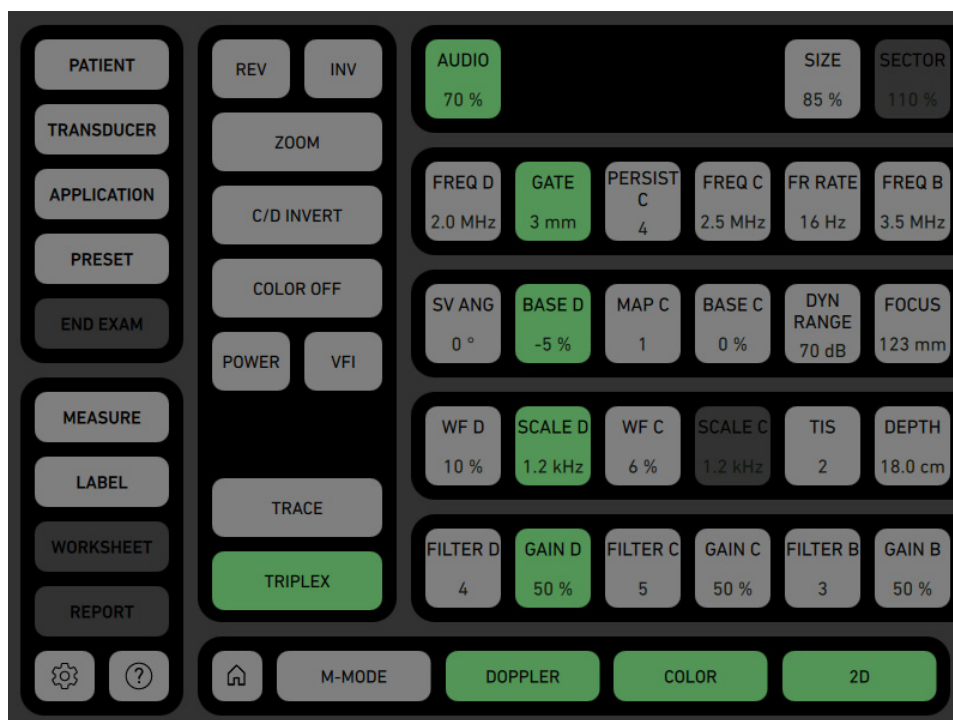 PATIENT
TRANSDUCER
APPLICATION
PRESET
END EXAM
MEASURE
LABEL
WORKSHEET
REPORT
?
REV INV
ZOOM
C/D INVERT
COLOR OFF
POWER VFI
TRACE
TRIPLEX
AUDIO SIZE SECTOR
70 % 85 % 110 %
FREQ D GATE PERSIST C FREQ C FR RATE FREQ B
2.0 MHz 3 mm 4 2.5 MHz 16 Hz 3.5 MHz
SV ANG BASE D MAP C BASE C DYN RANGE FOCUS
0 ° -5 % 1 0 % 70 dB 123 mm
WF D SCALE D WF C SCALE C TIS DEPTH
10 % 1.2 kHz 6 % 1.2 kHz 2 18.0 cm
FILTER D GAIN D FILTER C GAIN C FILTER B GAIN B
4 50 % 5 50 % 3 50 %
M-MODE DOPPLER COLOR 2D